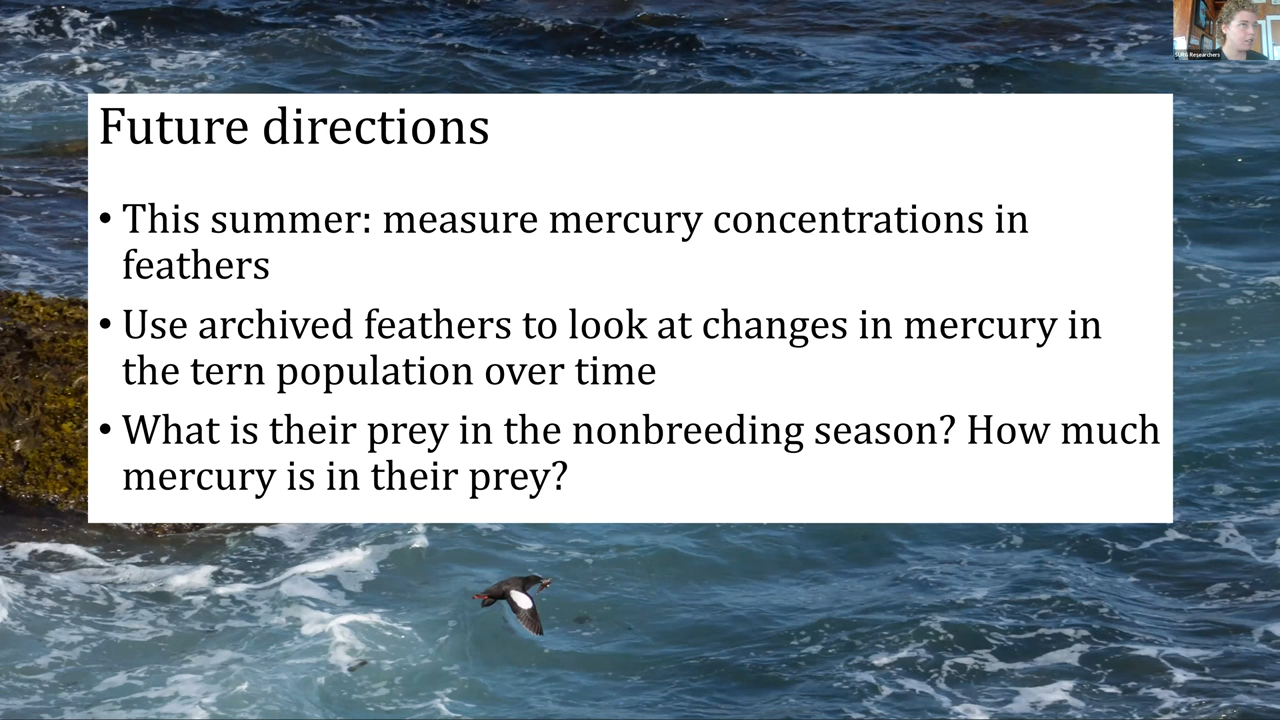 SURG Researchers
Future directions
• This summer: measure mercury concentrations in
feathers
• Use archived feathers to look at changes in mercury in
the tern population over time
• What is their prey in the nonbreeding season? How much
mercury is in their prey?